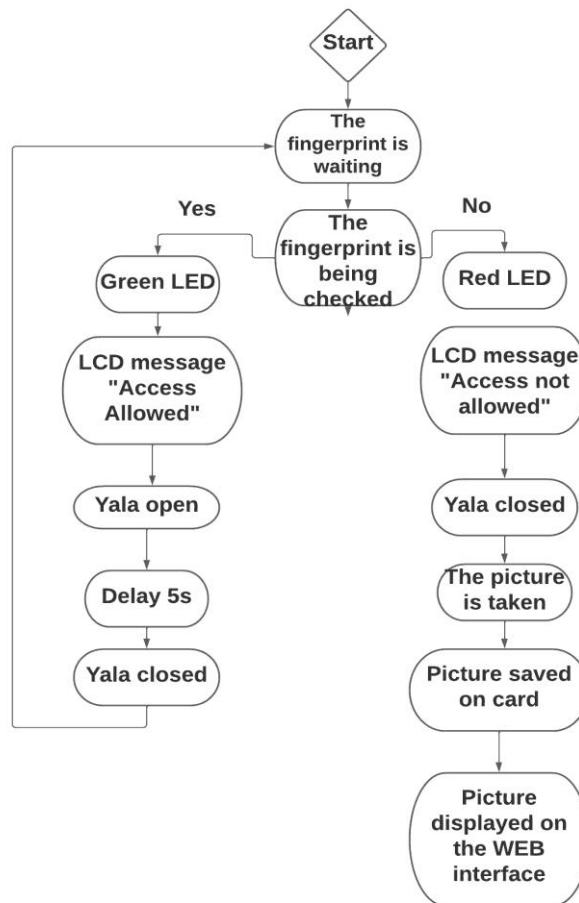 Start
The
fingerprint is
waiting
Yes
The
fingerprint is
being
checked
No
Green LED
LCD message
"Access
Allowed"
Yala open
Delay 5s
Yala closed
Red LED
LCD message
"Access not
allowed"
Yala closed
The picture
is taken
Picture saved
on card
Picture
displayed on
the WEB
interface